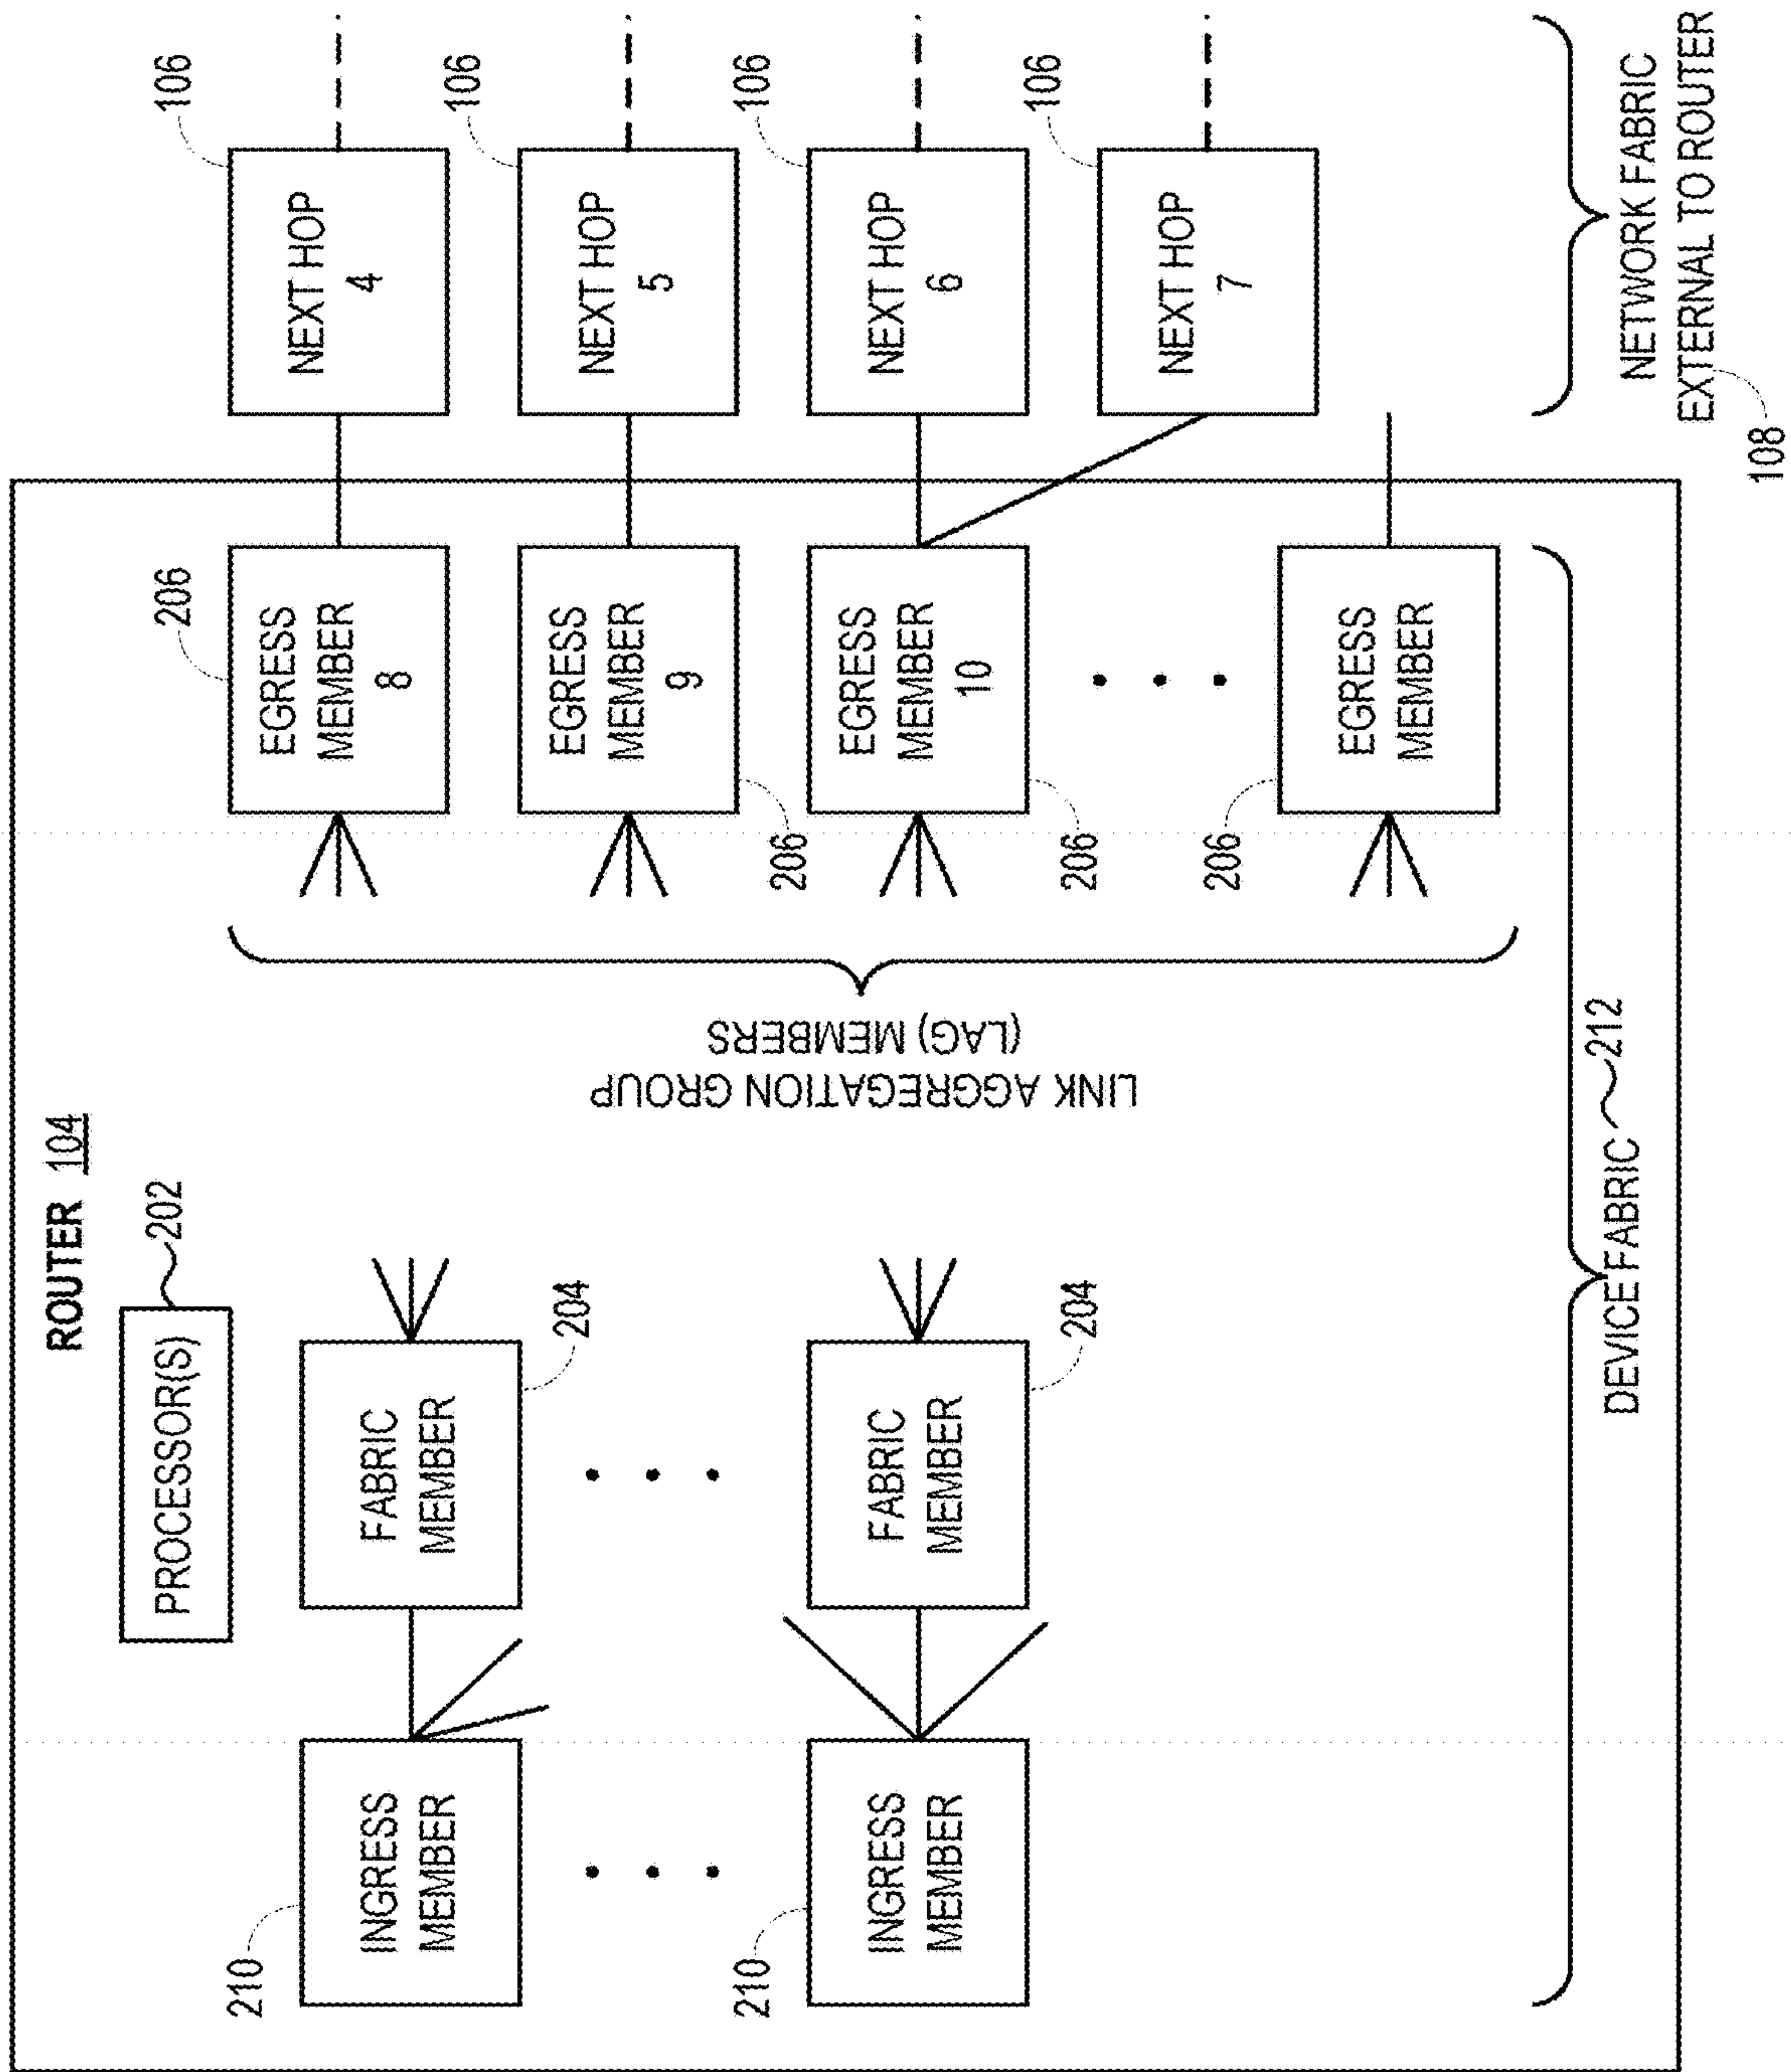 ROUTER 104
PROCESSOR(S)
202
210
INGRESS
MEMBER
FABRIC
MEMBER
204
210
INGRESS
MEMBER
FABRIC
MEMBER
204
LINK AGGREGATION GROUP
(LAG) MEMBERS
206
EGRESS
MEMBER
8
EGRESS
MEMBER
9
206
EGRESS
MEMBER
10
206
206
EGRESS
MEMBER
106
NEXT HOP
4
106
NEXT HOP
5
106
NEXT HOP
6
106
NEXT HOP
7
DEVICE FABRIC 212
NETWORK FABRIC
EXTERNAL TO ROUTER
108